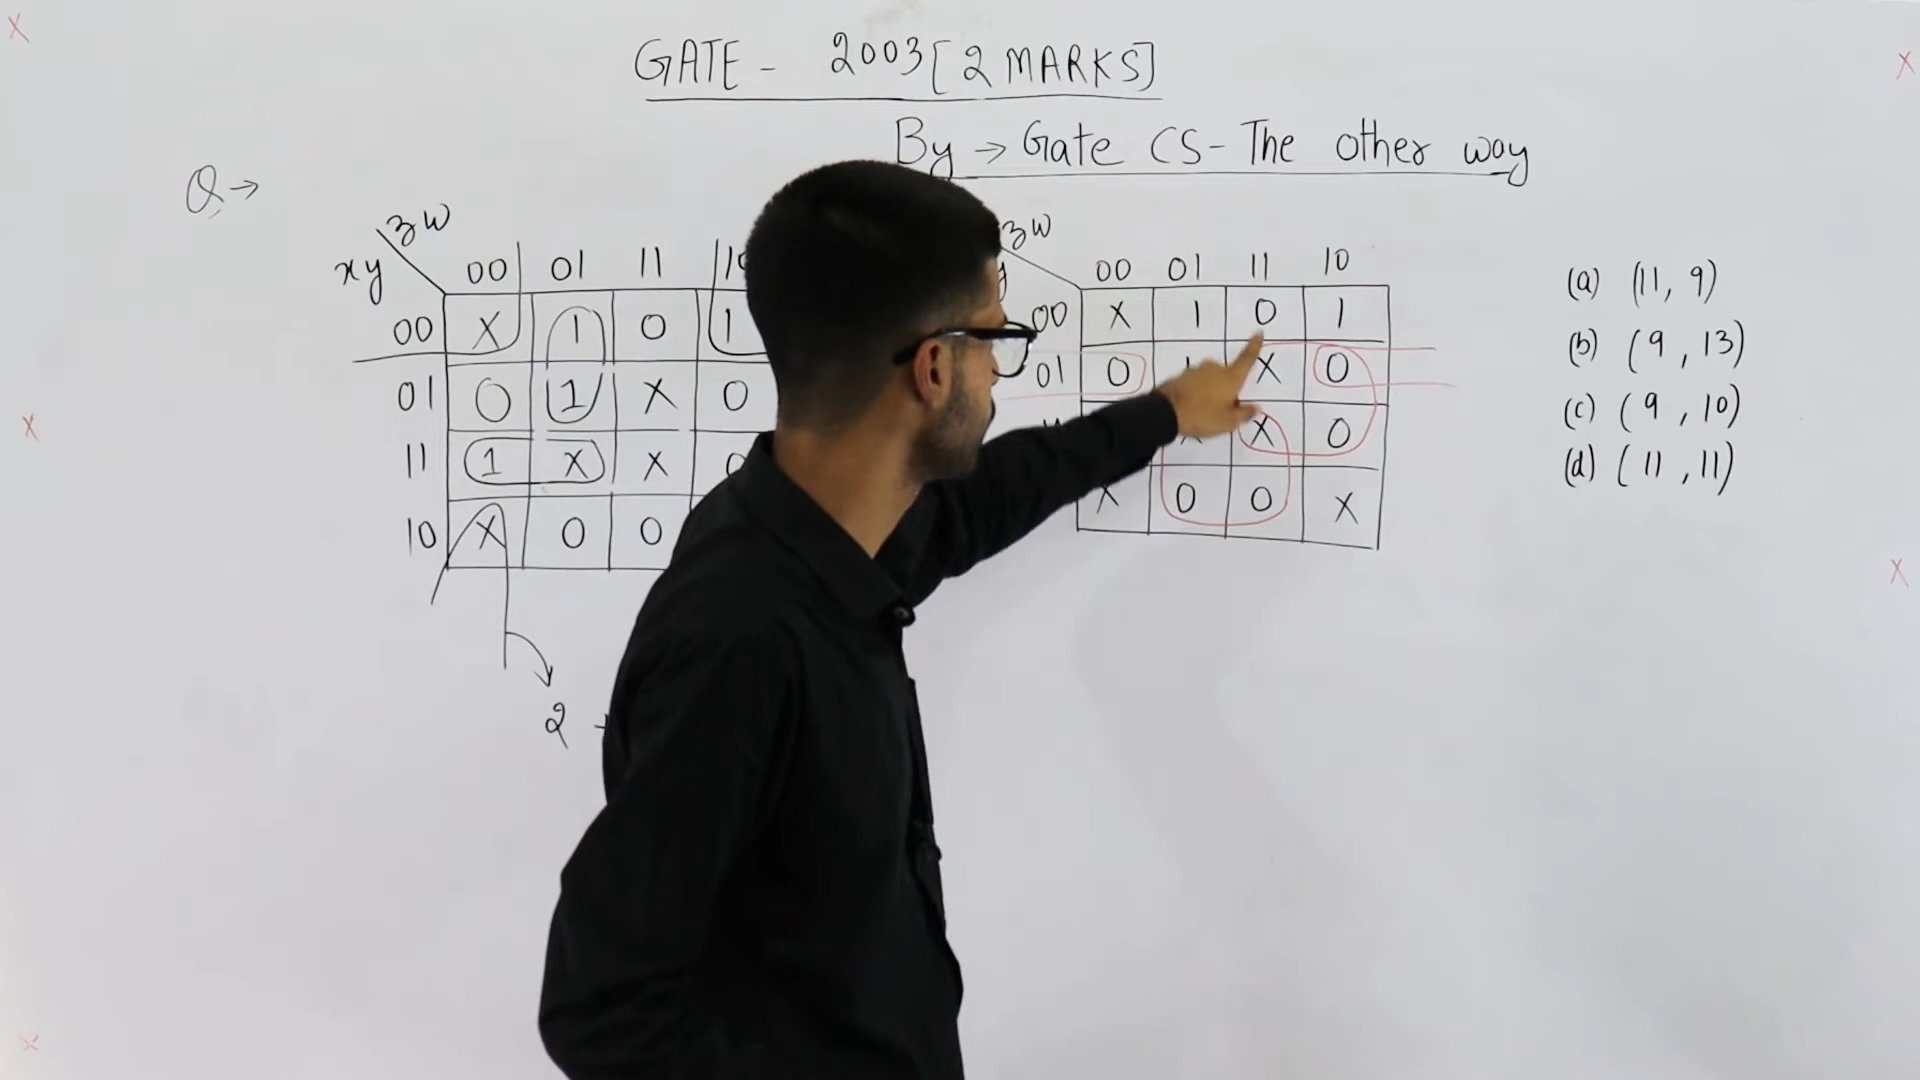 GATE - 2003 [2 MARKS]
By → Gate CS - The other way
Q →
zw
xy 00 01 11
00 X 1 0 1
01 0 1 X 0
11 1 X X
10 X 0 0
2
zw
00 01 11 10
00 X 1 0 1
01 0 X 0
X 0
X 0 0 X
(a) (11, 9)
(b) (9, 13)
(c) (9, 10)
(d) (11, 11)